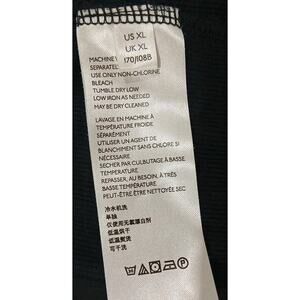 US XL
UK XL
170/108B
MACHINE
SEPARATEL
USE ONLY NON-CHLORINE
BLEACH
TUMBLE DRY LOW
LOW IRON AS NEEDED
MAY BE DRY CLEANED
LAVAGE EN MACHINE À
TEMPÉRATURE FROIDE
SÉPARÉMENT
UTILISER UN AGENT DE
BLANCHIMENT SANS CHLORE SI
NÉCESSAIRE
SECHER PAR CULBUTAGE À BASSE
TEMPERATURE
REPASSER, AU BESOIN, À TRÈS
BASSE TEMPÉRATURE
PEUT-ÊTRE ÊTRE NETTOYÉ SEC
冷水机洗
单独
仅使用无氯漂白剂
低温烘干
低温熨烫
可干洗